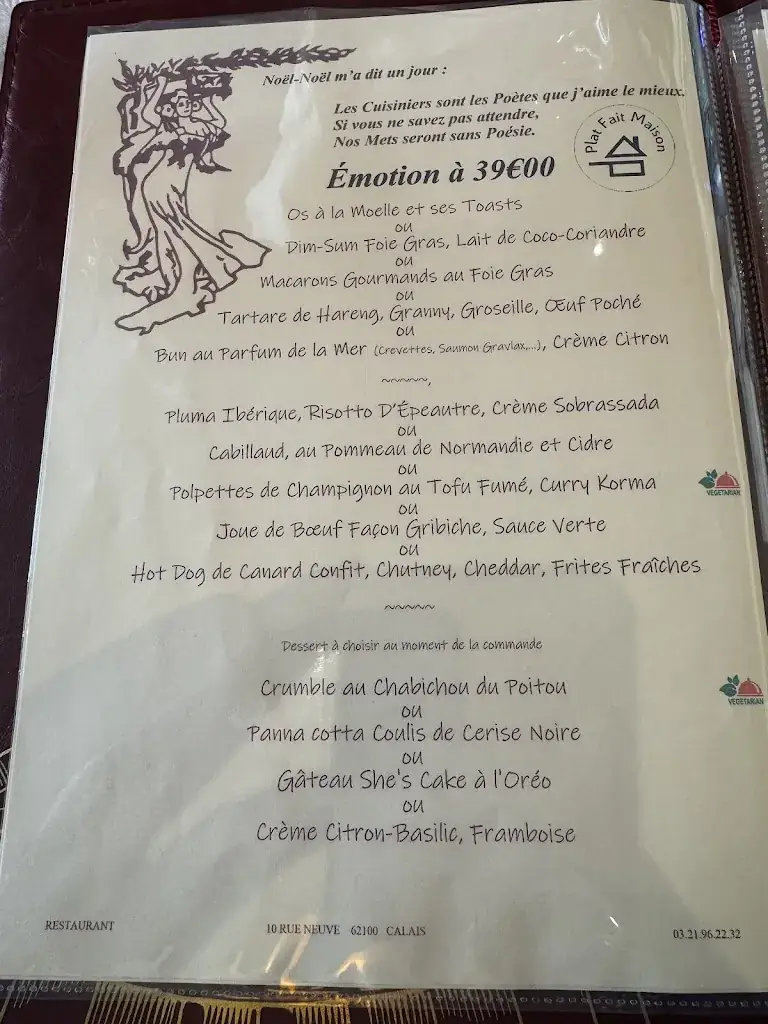 Noël-Noël m'a dit un jour :
Les Cuisiniers sont les Poètes que j'aime le mieux.
Si vous ne savez pas attendre,
Nos Mets seront sans Poésie.
Plat Fait Maison
Émotion à 39€00
Os à la Moelle et ses Toasts
ou
Dim-Sum Foie Gras, Lait de Coco-Coriandre
ou
Macarons Gourmands au Foie Gras
ou
Tartare de Hareng, Granny, Groseille, Œuf Poché
ou
Bun au Parfum de la Mer (Crevettes, Saumon Gravlax,...), Crème Citron
~~~~~,
Pluma Ibérique, Risotto D'Épeautre, Crème Sobrassada
ou
Cabillaud, au Pommeau de Normandie et Cidre
ou
Polpettes de Champignon au Tofu Fumé, Curry Korma
VEGETARIAN
ou
Joue de Bœuf Façon Gribiche, Sauce Verte
ou
Hot Dog de Canard Confit, Chutney, Cheddar, Frites Fraîches
~~~~~
Dessert à choisir au moment de la commande
Crumble au Chabichou du Poitou
VEGETARIAN
ou
Panna cotta Coulis de Cerise Noire
ou
Gâteau She's Cake à l'Oréo
ou
Crème Citron-Basilic, Framboise
RESTAURANT 10 RUE NEUVE 62100 CALAIS 03.21.96.22.32